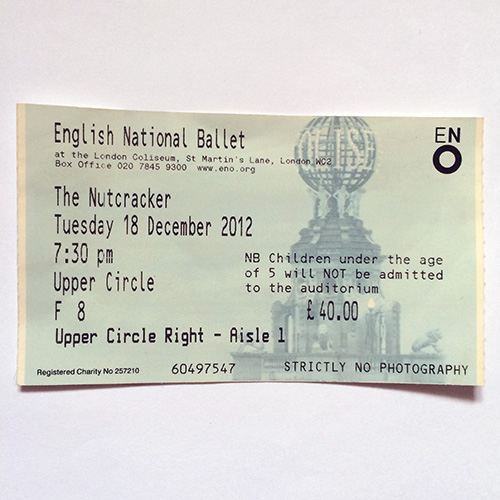 English National Ballet
at the London Coliseum, St Martin's Lane, London WC2
Box Office 020 7845 9300 www.eno.org
ENO
The Nutcracker
Tuesday 18 December 2012
7:30 pm
Upper Circle
F 8
NB Children under the age
of 5 will NOT be admitted
to the auditorium
£40.00
Upper Circle Right - Aisle 1
Registered Charity No 257210
60497547
STRICTLY NO PHOTOGRAPHY